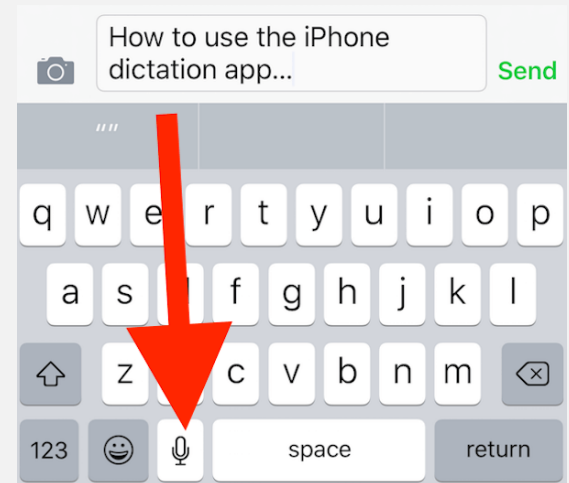 How to use the iPhone
dictation app...
Send
""
q w e r t y u i o p
a s f g h j k l
z c v b n m
123 space return